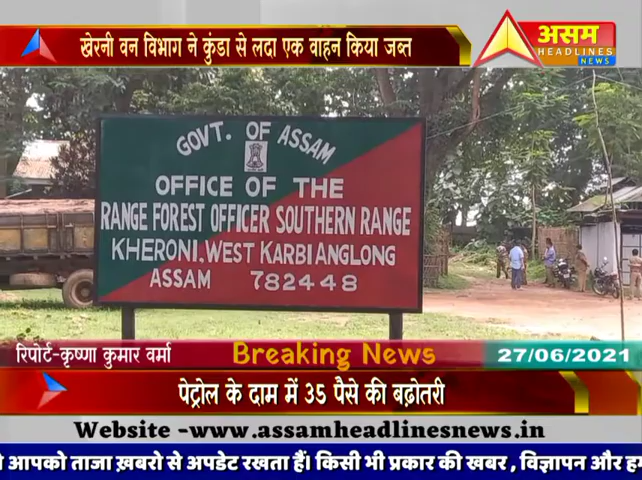 खेरनी वन विभाग ने कुंडा से लदा एक वाहन किया जब्त
असम
HEADLINES
NEWS
GOVT. OF ASSAM
OFFICE OF THE
RANGE FOREST OFFICER SOUTHERN RANGE
KHERONI, WEST KARBI ANGLONG
ASSAM 782448
रिपोर्ट-कृष्णा कुमार वर्मा
Breaking News
27/06/2021
पेट्रोल के दाम में 35 पैसे की बढ़ोतरी
Website -www.assamheadlinesnews.in
आपको ताजा ख़बरो से अपडेट रखता हैं। किसी भी प्रकार की खबर , विज्ञापन और